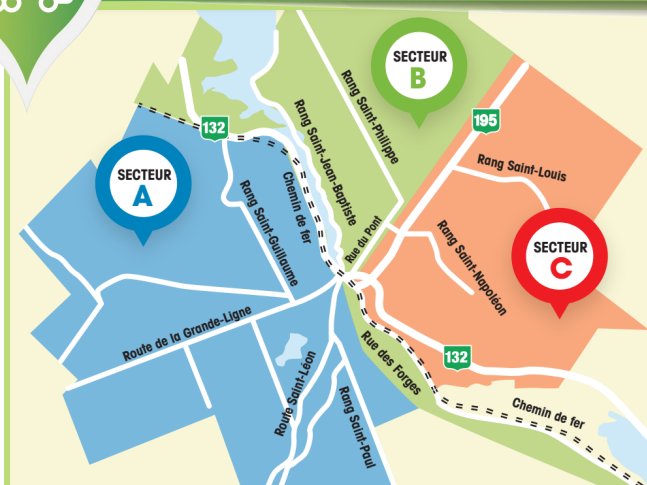 SECTEUR
B
195
132
Rang Saint-Philippe
Rang Saint-Jean-Baptiste
Rang Saint-Louis
SECTEUR
A
Chemin de fer
Rang Saint-Guillaume
Rue du Pont
Rang Saint-Napoléon
SECTEUR
C
Route de la Grande-Ligne
Rue des Forges
132
Route Saint-Léon
Rang Saint-Paul
Chemin de fer